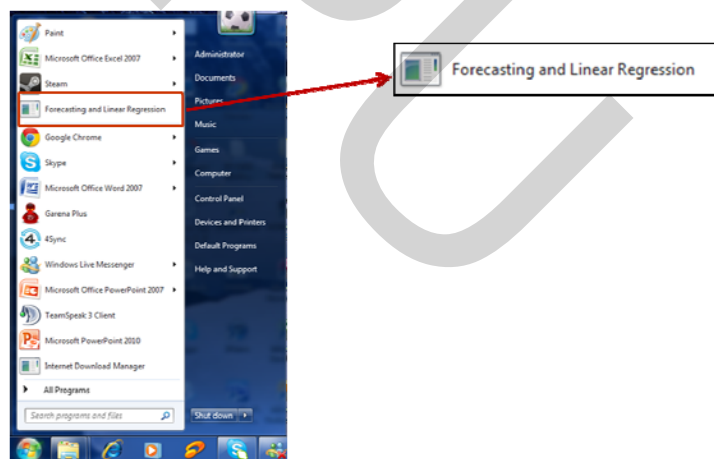 Paint
Microsoft Office Excel 2007
Steam
Forecasting and Linear Regression
Google Chrome
Skype
Microsoft Office Word 2007
Garena Plus
4Sync
Windows Live Messenger
Microsoft Office PowerPoint 2007
TeamSpeak 3 Client
Microsoft PowerPoint 2010
Internet Download Manager
All Programs
Search programs and files
Administrator
Documents
Pictures
Music
Games
Computer
Control Panel
Devices and Printers
Default Programs
Help and Support
Shut down
Forecasting and Linear Regression